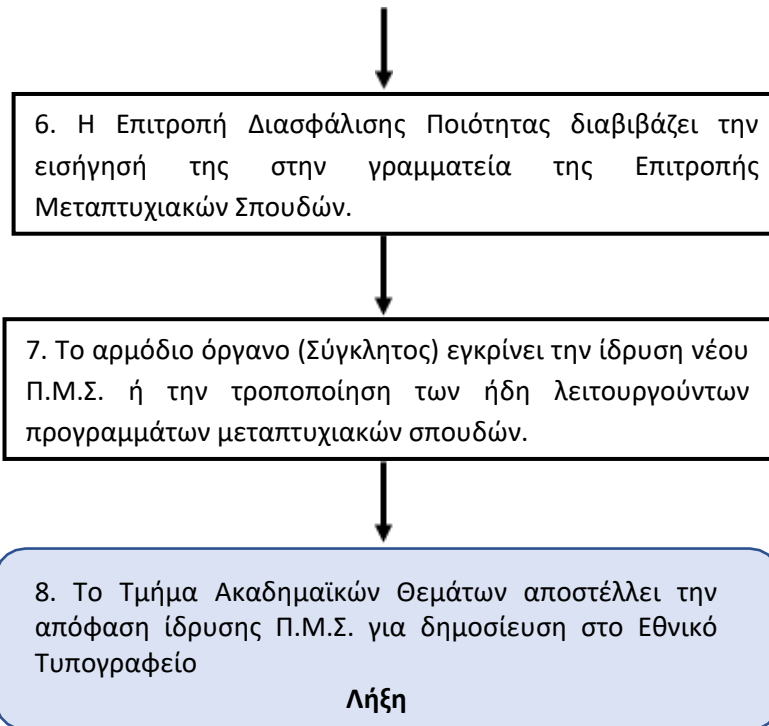 6. Η Επιτροπή Διασφάλισης Ποιότητας διαβιβάζει την
εισήγησή της στην γραμματεία της Επιτροπής
Μεταπτυχιακών Σπουδών.
7. Το αρμόδιο όργανο (Σύγκλητος) εγκρίνει την ίδρυση νέου
Π.Μ.Σ. ή την τροποποίηση των ήδη λειτουργούντων
προγραμμάτων μεταπτυχιακών σπουδών.
8. Το Τμήμα Ακαδημαϊκών Θεμάτων αποστέλλει την
απόφαση ίδρυσης Π.Μ.Σ. για δημοσίευση στο Εθνικό
Τυπογραφείο
Λήξη